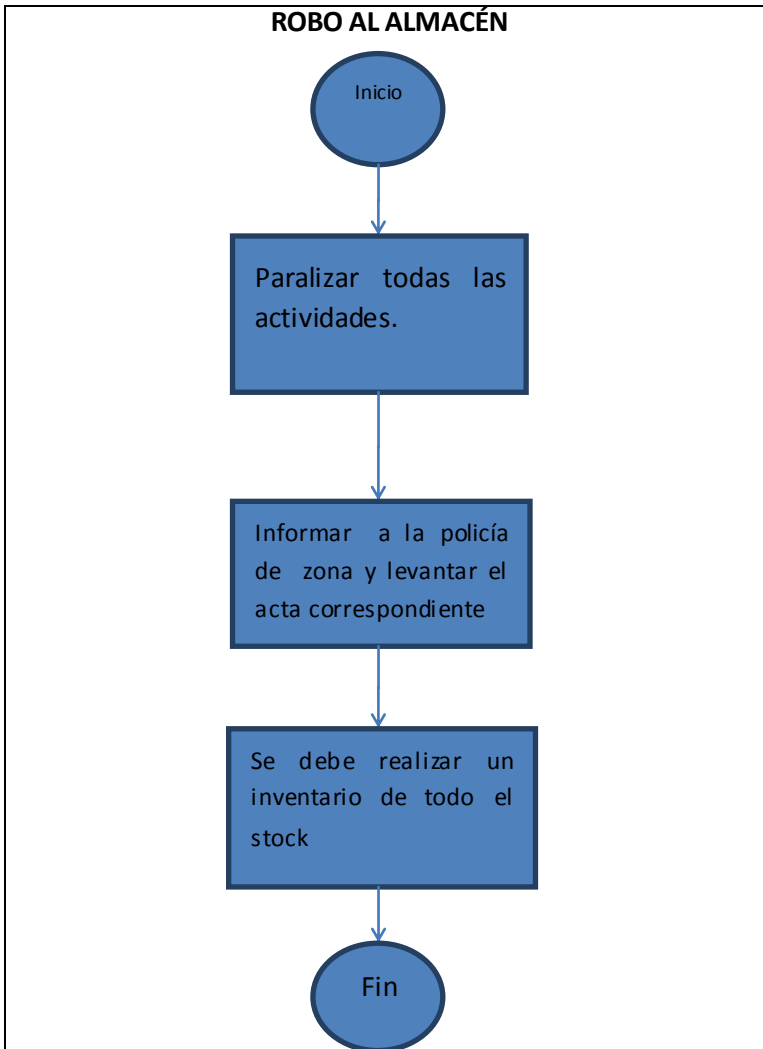 ROBO AL ALMACÉN
Inicio
Paralizar todas las
actividades.
Informar a la policía
de zona y levantar el
acta correspondiente
Se debe realizar un
inventario de todo el
stock
Fin